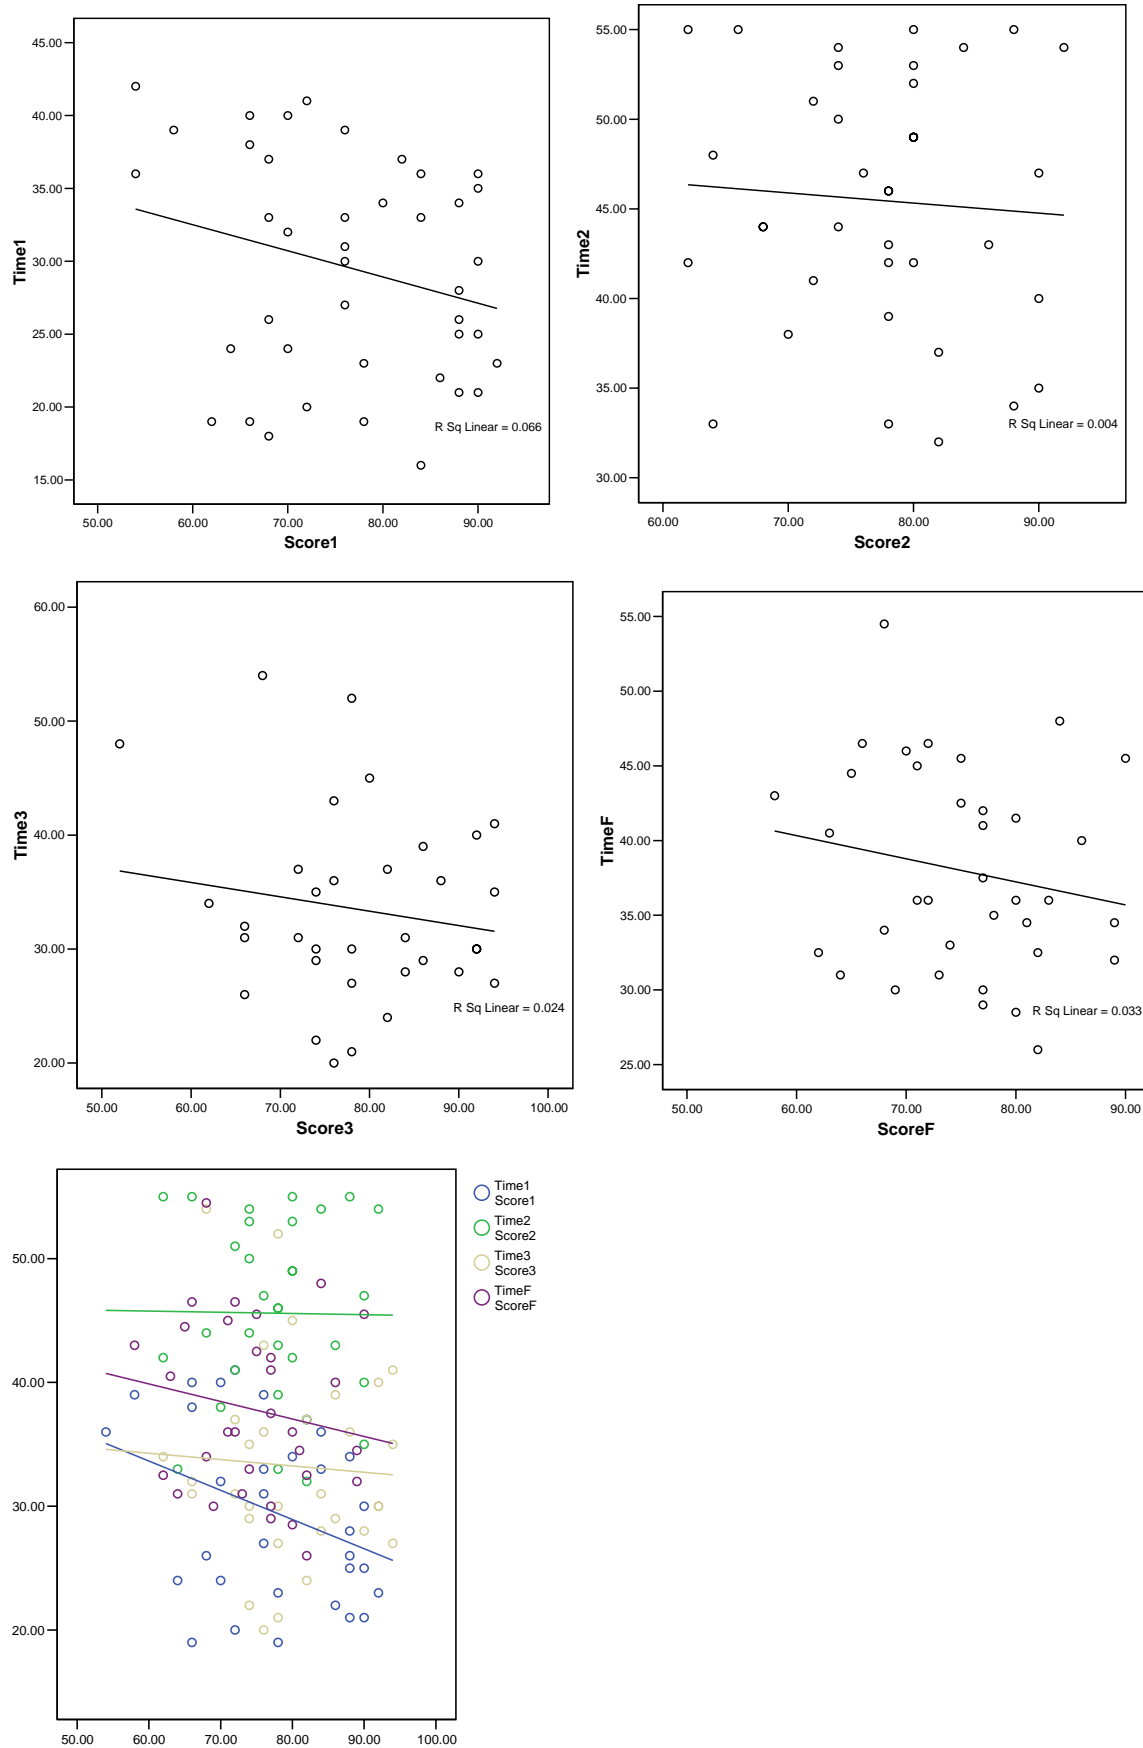 45.00
40.00
35.00
30.00
25.00
20.00
15.00
Time1
50.00 60.00 70.00 80.00 90.00
Score1
R Sq Linear = 0.066
55.00
50.00
45.00
40.00
35.00
30.00
Time2
60.00 70.00 80.00 90.00
Score2
R Sq Linear = 0.004
60.00
50.00
40.00
30.00
20.00
Time3
50.00 60.00 70.00 80.00 90.00 100.00
Score3
R Sq Linear = 0.024
55.00
50.00
45.00
40.00
35.00
30.00
25.00
TimeF
50.00 60.00 70.00 80.00 90.00
ScoreF
R Sq Linear = 0.033
50.00
40.00
30.00
20.00
50.00 60.00 70.00 80.00 90.00 100.00
Time1
Score1
Time2
Score2
Time3
Score3
TimeF
ScoreF